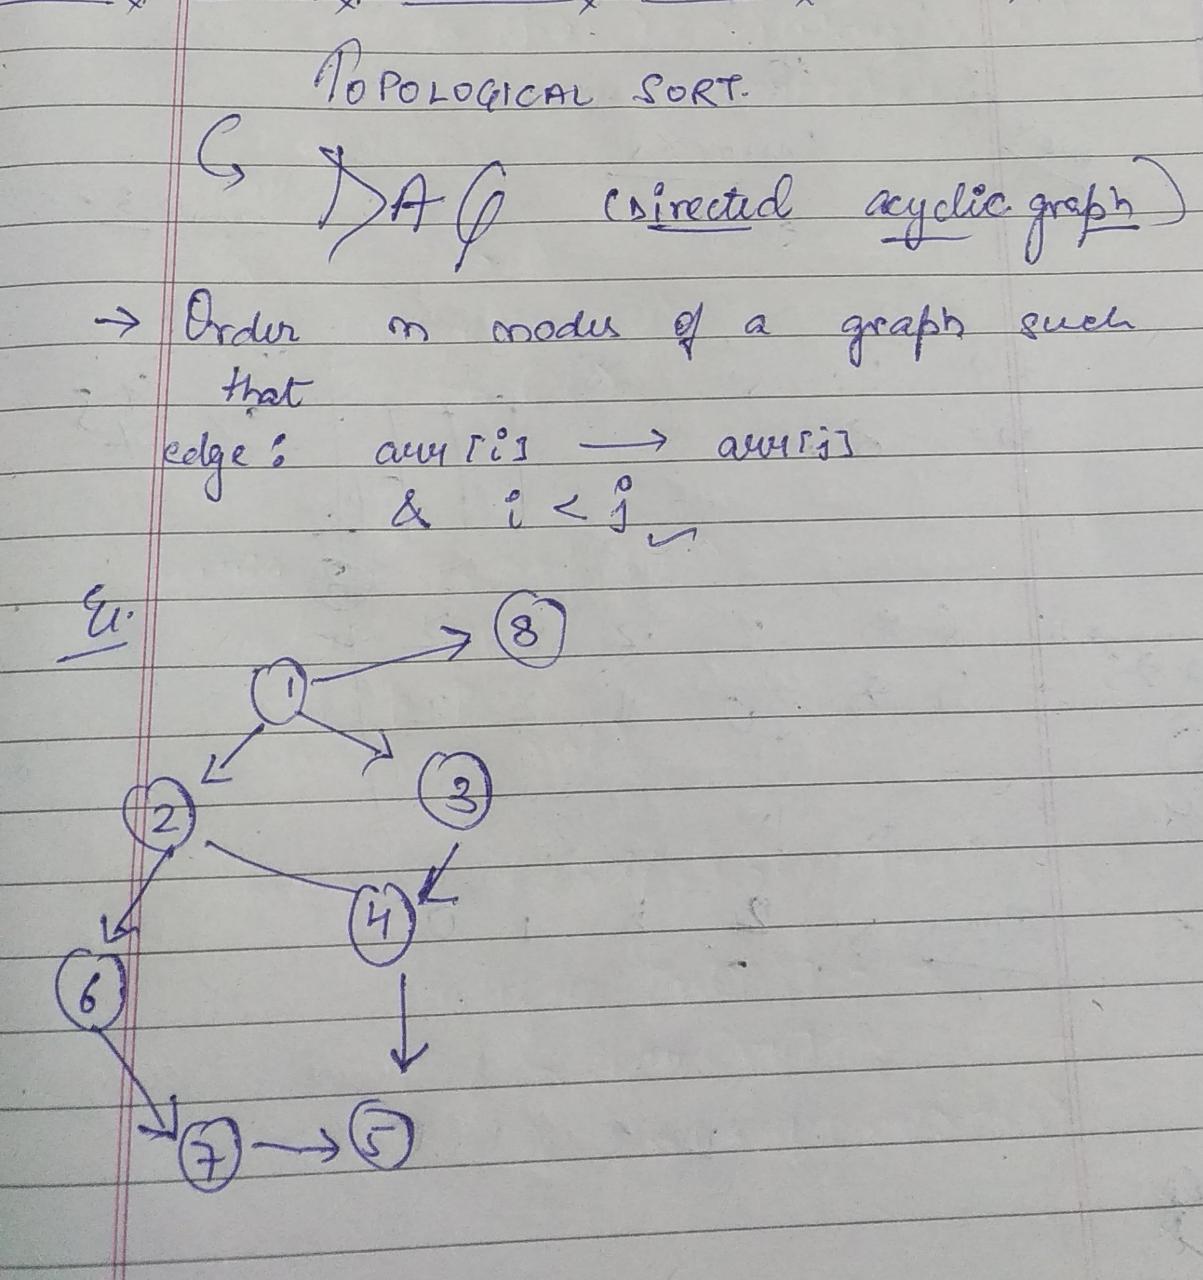 TOPOLOGICAL SORT.
DAG (Directed acyclic graph)
→ Order in nodes of a graph such
that
edge: arr[i] → arr[j]
& i < j
Ex.
8
1
3
2
4
6
7 → 5